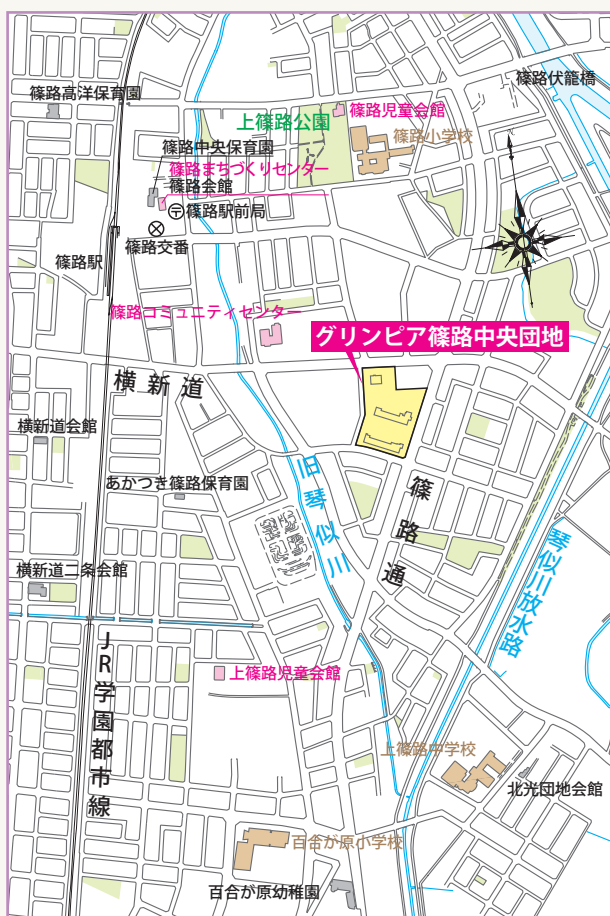 篠路伏籠橋
篠路高洋保育園
篠路児童会館
上篠路公園
篠路小学校
篠路中央保育園
篠路まちづくりセンター
篠路会館
〒篠路駅前局
篠路交番
篠路駅
篠路コミュニティセンター
グリンピア篠路中央団地
横新道
横新道会館
旧琴似川
あかつき篠路保育園
篠路通
琴似川放水路
横新道二条会館
JR学園都市線
上篠路児童会館
上篠路中学校
北光団地会館
百合が原小学校
百合が原幼稚園